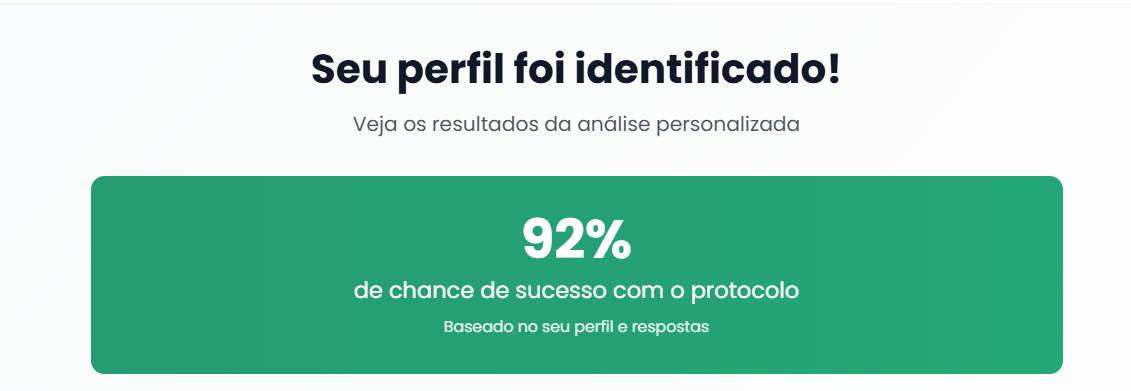 Seu perfil foi identificado!
Veja os resultados da análise personalizada
92%
de chance de sucesso com o protocolo
Baseado no seu perfil e respostas